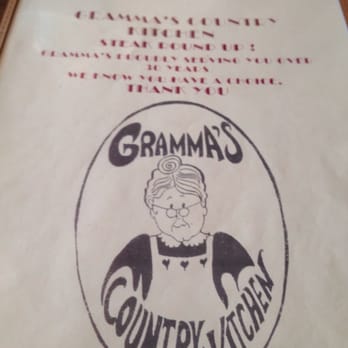 GRAMMA'S COUNTRY
KITCHEN
STEAK ROUND UP !
GRAMMA'S PROUDLY SERVING YOU OVER
30 YEARS
WE KNOW YOU HAVE A CHOICE,
THANK YOU
GRAMMA'S
COUNTRY KITCHEN